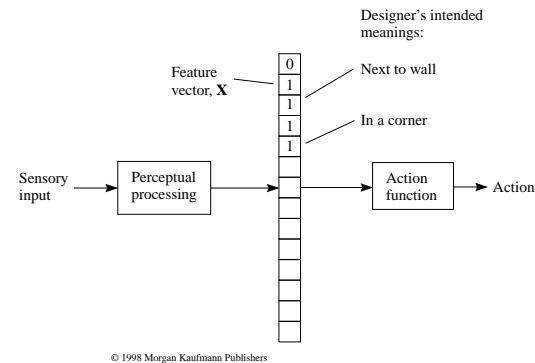 Designer's intended
meanings:
Feature
vector, X
0
1
1
1
1
Next to wall
In a corner
Sensory
input
Perceptual
processing
Action
function
Action
© 1998 Morgan Kaufmann Publishers